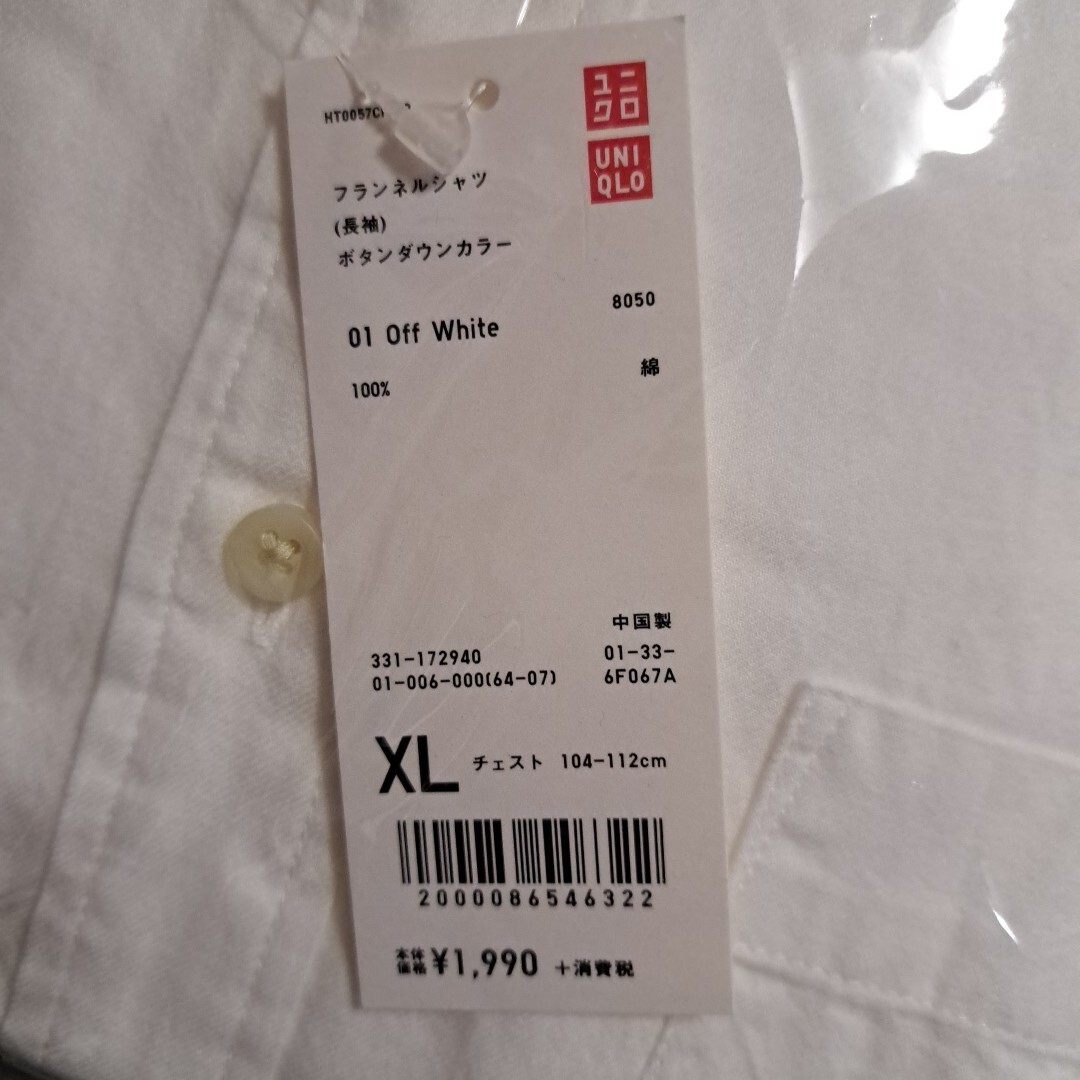 ユニ
クロ
UNI
QLO
フランネルシャツ
(長袖)
ボタンダウンカラー
8050
01 Off White
綿
100%
中国製
331-172940 01-33-
01-006-000(64-07) 6F067A
XL チェスト 104-112cm
2000086546322
本体価格 ¥1,990 +消費税